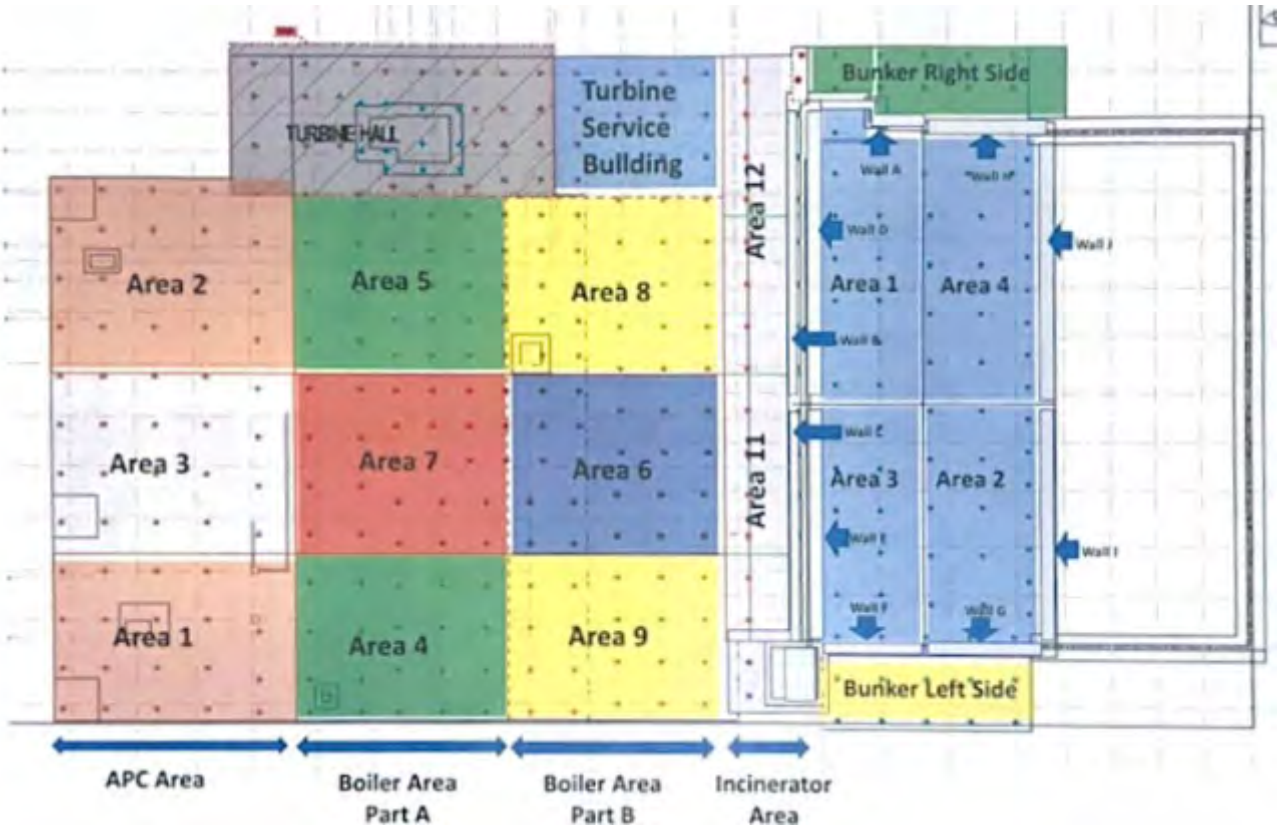 Bunker Right Side
Turbine
Service
Building
TURBINE HALL
Area 12
Wall A
Wall H
Wall D
Wall J
Area 2
Area 5
Area 8
Area 1
Area 4
Wall B
Area 3
Area 7
Area 6
Area 11
Wall C
Area 3
Area 2
Wall E
Wall I
Wall F
Wall G
Area 1
Area 4
Area 9
Bunker Left Side
APC Area
Boiler Area
Part A
Boiler Area
Part B
Incinerator
Area